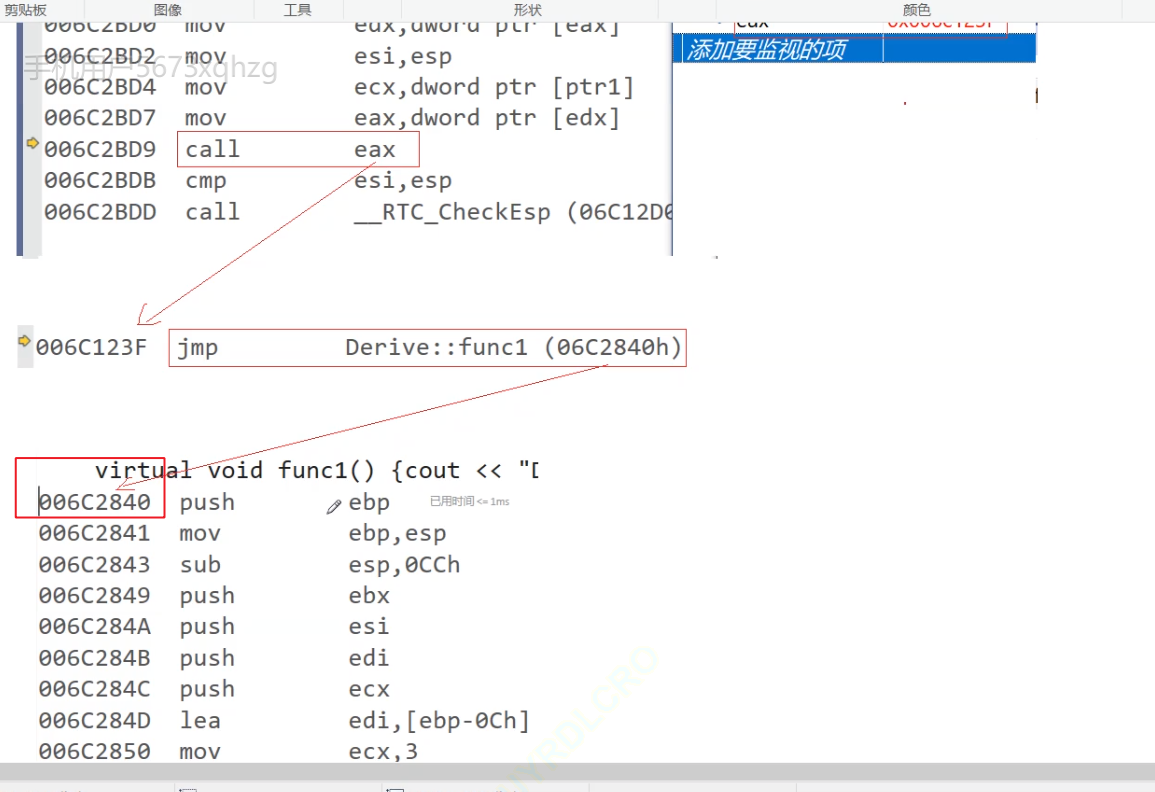 剪贴板 图像 工具 形状 颜色
006C2BD0 mov edx,dword ptr [eax]
006C2BD2 mov esi,esp
手机用户5673xqhzg
006C2BD4 mov ecx,dword ptr [ptr1]
006C2BD7 mov eax,dword ptr [edx]
006C2BD9 call eax
006C2BDB cmp esi,esp
006C2BDD call __RTC_CheckEsp (06C12D0
eax 0x006c123f
添加要监视的项
006C123F jmp Derive::func1 (06C2840h)
virtual void func1() {cout << "D
006C2840 push ebp 已用时间 <= 1ms
006C2841 mov ebp,esp
006C2843 sub esp,0CCh
006C2849 push ebx
006C284A push esi
006C284B push edi
006C284C push ecx
006C284D lea edi,[ebp-0Ch]
006C2850 mov ecx,3